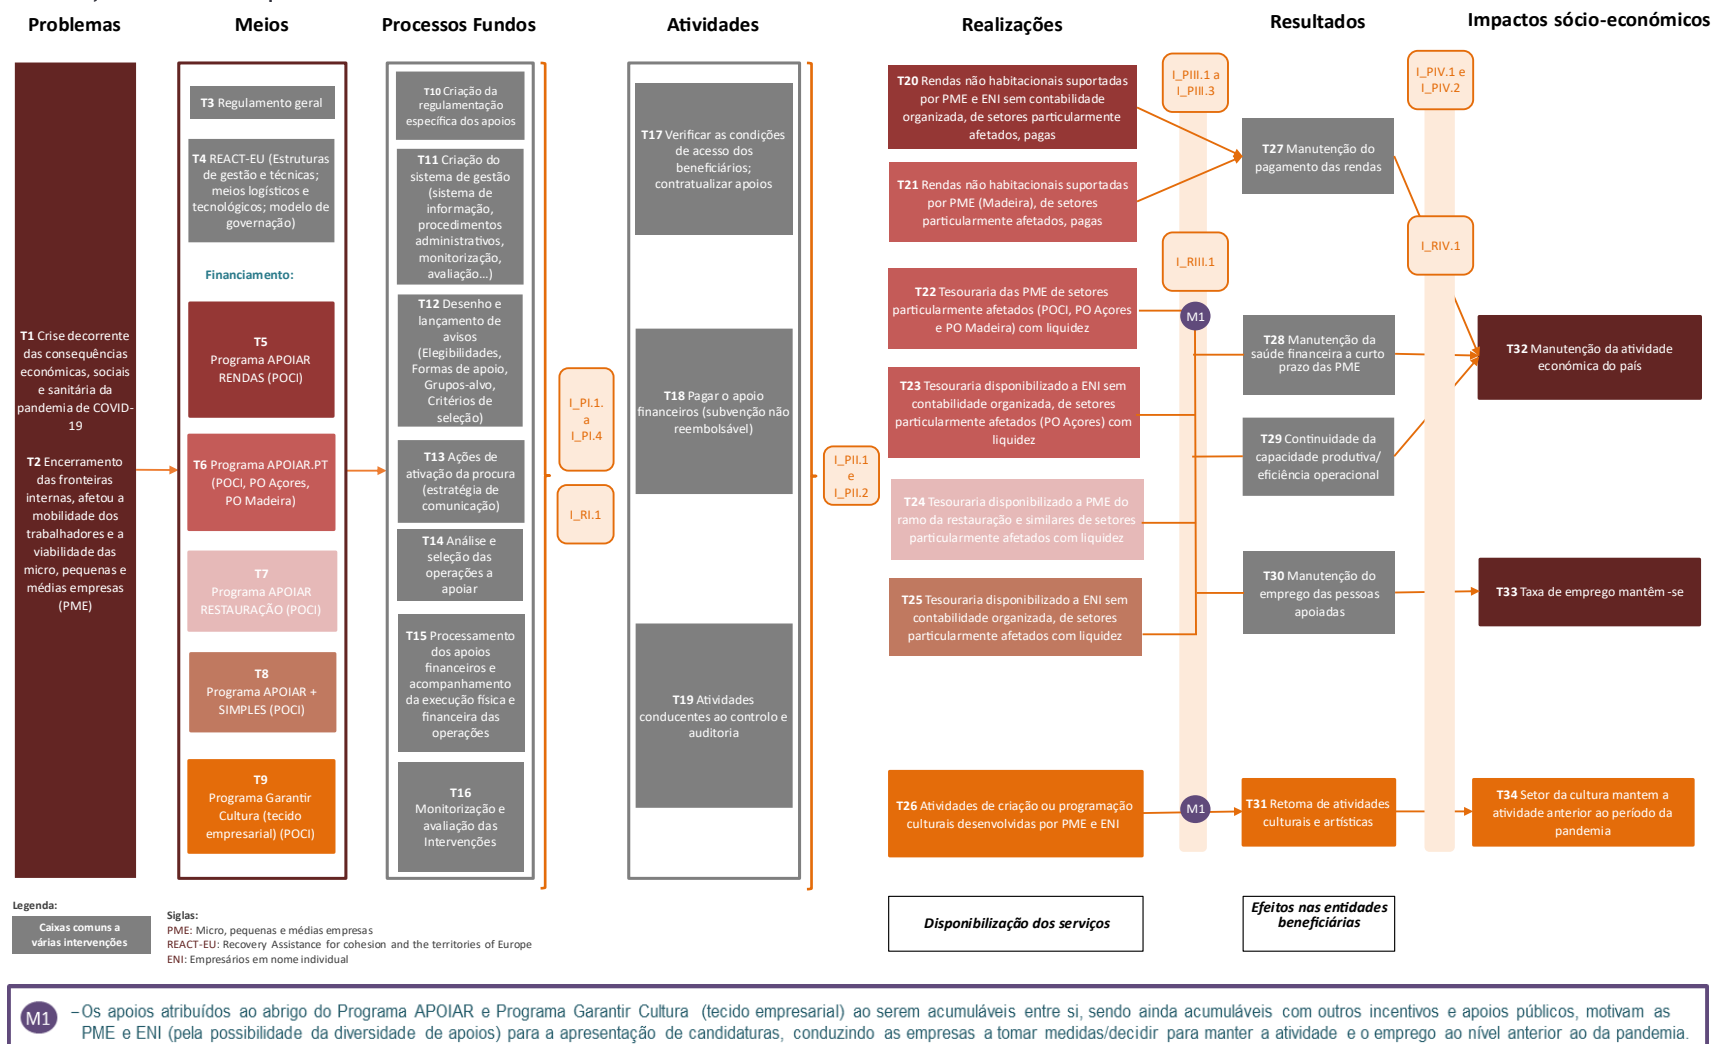 Problemas
Meios
Processos Fundos
Atividades
Realizações
Resultados
Impactos sócio-económicos
T1 Crise decorrente
das consequências
económicas, sociais
e sanitária da
pandemia de COVID-
19
T2 Encerramento
das fronteiras
internas, afetou a
mobilidade dos
trabalhadores e a
viabilidade das
micro, pequenas e
médias empresas
(PME)
T3 Regulamento geral
T4 REACT-EU (Estruturas
de gestão e técnicas;
meios logísticos e
tecnológicos; modelo de
governação)
Financiamento:
T5
Programa APOIAR
RENDAS (POCI)
T6 Programa APOIAR.PT
(POCI, PO Açores,
PO Madeira)
T7
Programa APOIAR
RESTAURAÇÃO (POCI)
T8
Programa APOIAR +
SIMPLES (POCI)
T9
Programa Garantir
Cultura (tecido
empresarial) (POCI)
T10 Criação da
regulamentação
específica dos apoios
T11 Criação do
sistema de gestão
(sistema de
informação,
procedimentos
administrativos,
monitorização,
avaliação...)
T12 Desenho e
lançamento de
avisos
(Elegibilidades,
Formas de apoio,
Grupos-alvo,
Critérios de
seleção)
T13 Ações de
ativação da procura
(estratégia de
comunicação)
T14 Análise e
seleção das
operações a
apoiar
T15 Processamento
dos apoios
financeiros e
acompanhamento
da execução física e
financeira das
operações
T16
Monitorização e
avaliação das
Intervenções
I_PI.1.
a
I_PI.4
I_RI.1
T17 Verificar as condições
de acesso dos
beneficiários;
contratualizar apoios
T18 Pagar o apoio
financeiros (subvenção não
reembolsável)
T19 Atividades
conducentes ao controlo e
auditoria
I_PII.1
e
I_PII.2
T20 Rendas não habitacionais suportadas
por PME e ENI sem contabilidade
organizada, de setores particularmente
afetados, pagas
T21 Rendas não habitacionais suportadas
por PME (Madeira), de setores
particularmente afetados, pagas
T22 Tesouraria das PME de setores
particularmente afetados (POCI, PO Açores
e PO Madeira) com liquidez
T23 Tesouraria disponibilizado a ENI sem
contabilidade organizada, de setores
particularmente afetados (PO Açores) com
liquidez
T24 Tesouraria disponibilizado a PME do
ramo da restauração e similares de setores
particularmente afetados com liquidez
T25 Tesouraria disponibilizado a ENI sem
contabilidade organizada, de setores
particularmente afetados com liquidez
T26 Atividades de criação ou programação
culturais desenvolvidas por PME e ENI
I_PIII.1 a
I_PIII.3
I_RIII.1
M1
M1
T27 Manutenção do
pagamento das rendas
T28 Manutenção da
saúde financeira a curto
prazo das PME
T29 Continuidade da
capacidade produtiva/
eficiência operacional
T30 Manutenção do
emprego das pessoas
apoiadas
T31 Retoma de atividades
culturais e artísticas
I_PIV.1 e
I_PIV.2
I_RIV.1
T32 Manutenção da atividade
económica do país
T33 Taxa de emprego mantêm -se
T34 Setor da cultura mantem a
atividade anterior ao período da
pandemia
Legenda:
Caixas comuns a
várias intervenções
Siglas:
PME: Micro, pequenas e médias empresas
REACT-EU: Recovery Assistance for cohesion and the territories of Europe
ENI: Empresários em nome individual
Disponibilização dos serviços
Efeitos nas entidades
beneficiárias
M1 – Os apoios atribuídos ao abrigo do Programa APOIAR e Programa Garantir Cultura (tecido empresarial) ao serem acumuláveis entre si, sendo ainda acumuláveis com outros incentivos e apoios públicos, motivam as
PME e ENI (pela possibilidade da diversidade de apoios) para a apresentação de candidaturas, conduzindo as empresas a tomar medidas/decidir para manter a atividade e o emprego ao nível anterior ao da pandemia.